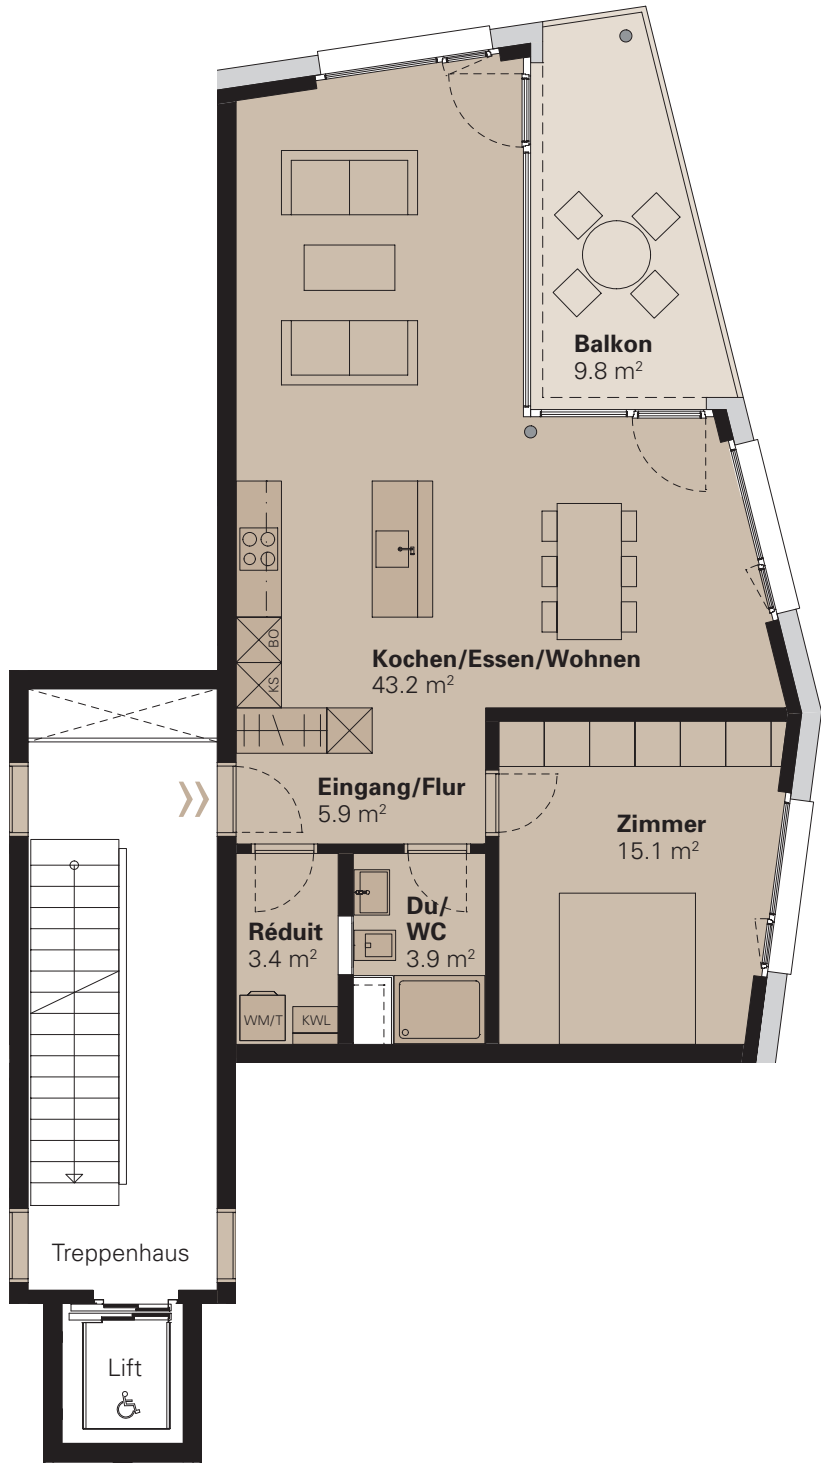 Balkon
9.8 m²
BO
KS
Kochen/Essen/Wohnen
43.2 m²
Eingang/Flur
5.9 m²
Zimmer
15.1 m²
Réduit
3.4 m²
Du/
WC
3.9 m²
WM/T
KWL
Treppenhaus
Lift